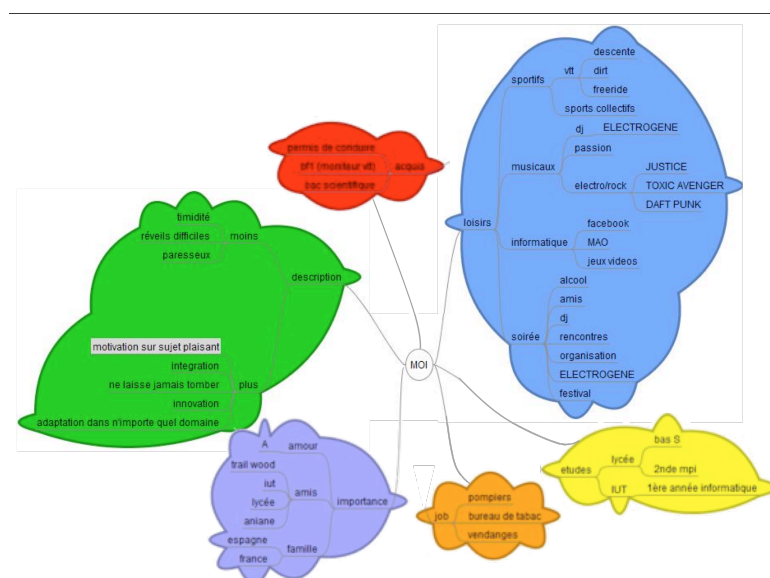 MOI
acquis
permis de conduire
bf1 (moniteur vtt)
bac scientifique
loisirs
sportifs
vtt
descente
dirt
freeride
sports collectifs
musicaux
dj
ELECTROGENE
passion
electro/rock
JUSTICE
TOXIC AVENGER
DAFT PUNK
informatique
facebook
MAO
jeux videos
soirée
alcool
amis
dj
rencontres
organisation
ELECTROGENE
festival
description
moins
timidité
réveils difficiles
paresseux
plus
motivation sur sujet plaisant
integration
ne laisse jamais tomber
innovation
adaptation dans n'importe quel domaine
importance
amour
A
amis
trail wood
iut
lycée
aniane
famille
espagne
france
job
pompiers
bureau de tabac
vendanges
etudes
lycée
bas S
2nde mpi
IUT
1ère année informatique